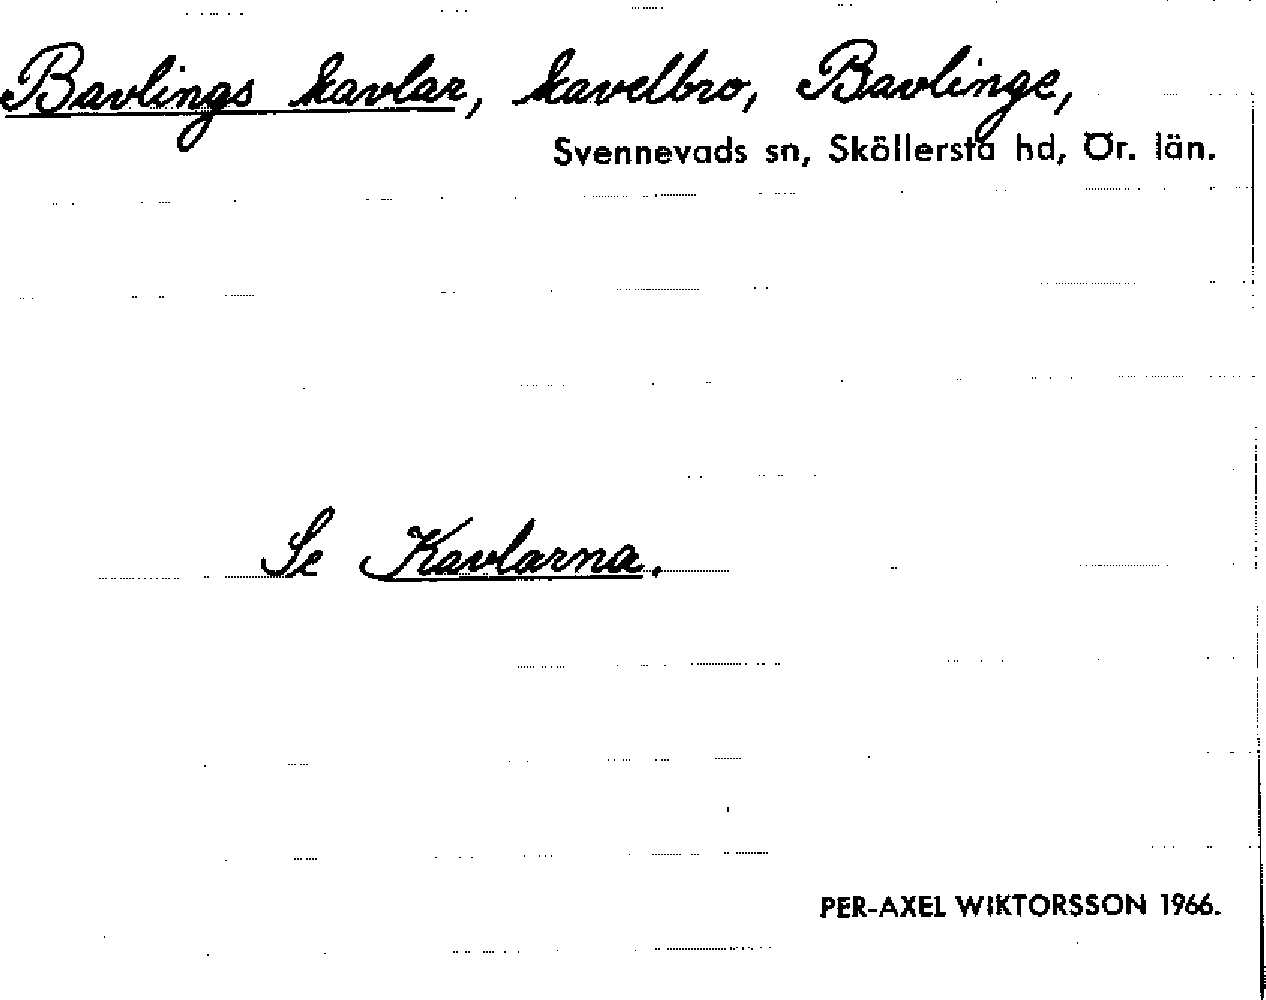 Bavlings kavlar, kavelbro, Bavlinge,
Svennevads sn, Sköllersta hd, Ör. län.
Se Kavlarna.
PER-AXEL WIKTORSSON 1966.